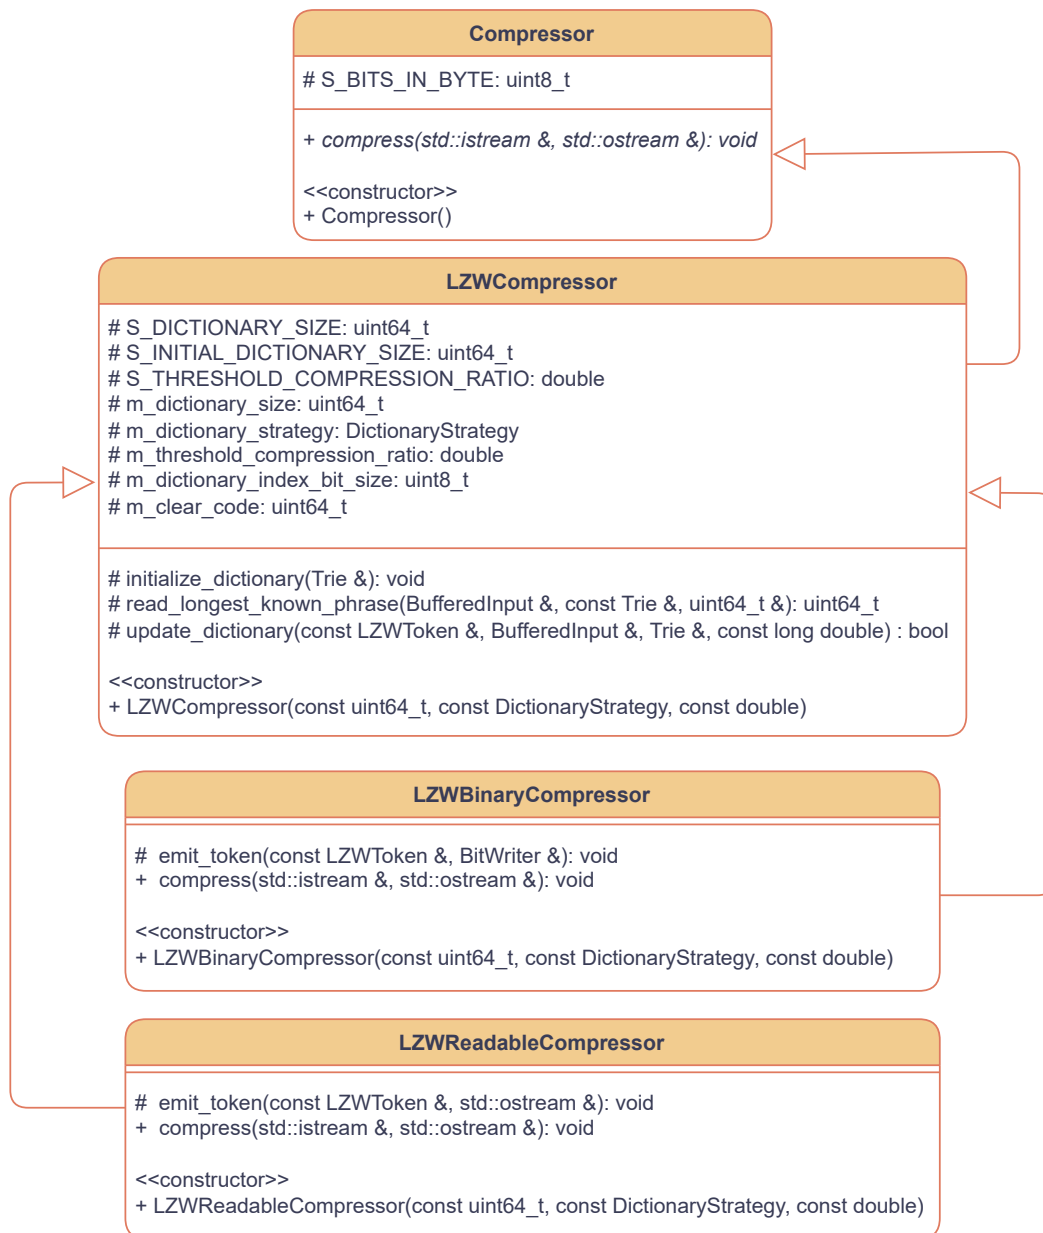 Compressor
# S_BITS_IN_BYTE: uint8_t
+ compress(std::istream &, std::ostream &): void
<<constructor>>
+ Compressor()
LZWCompressor
# S_DICTIONARY_SIZE: uint64_t
# S_INITIAL_DICTIONARY_SIZE: uint64_t
# S_THRESHOLD_COMPRESSION_RATIO: double
# m_dictionary_size: uint64_t
# m_dictionary_strategy: DictionaryStrategy
# m_threshold_compression_ratio: double
# m_dictionary_index_bit_size: uint8_t
# m_clear_code: uint64_t
# initialize_dictionary(Trie &): void
# read_longest_known_phrase(BufferedInput &, const Trie &, uint64_t &): uint64_t
# update_dictionary(const LZWToken &, BufferedInput &, Trie &, const long double) : bool
<<constructor>>
+ LZWCompressor(const uint64_t, const DictionaryStrategy, const double)
LZWBinaryCompressor
#  emit_token(const LZWToken &, BitWriter &): void
+  compress(std::istream &, std::ostream &): void
<<constructor>>
+ LZWBinaryCompressor(const uint64_t, const DictionaryStrategy, const double)
LZWReadableCompressor
#  emit_token(const LZWToken &, std::ostream &): void
+  compress(std::istream &, std::ostream &): void
<<constructor>>
+ LZWReadableCompressor(const uint64_t, const DictionaryStrategy, const double)